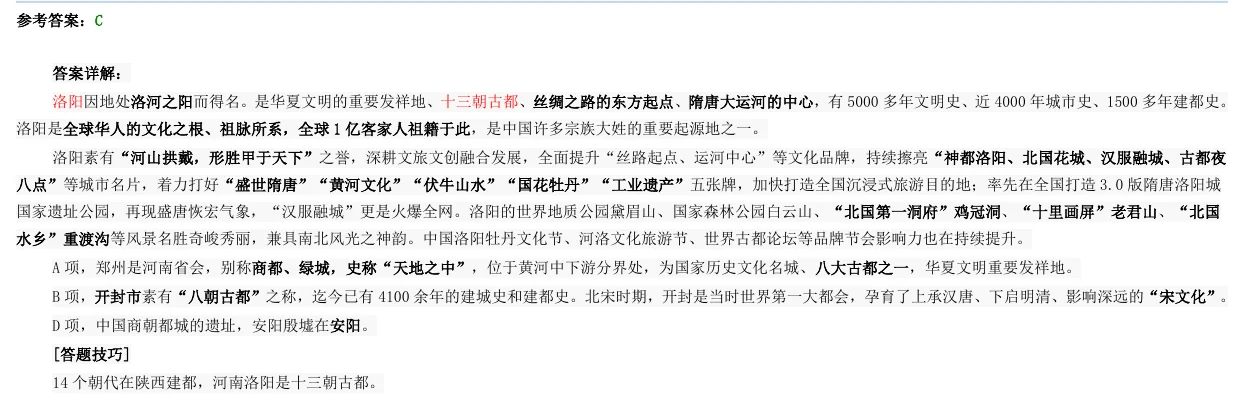 参考答案：C
答案详解：
洛阳因地处洛河之阳而得名。是华夏文明的重要发祥地、十三朝古都、丝绸之路的东方起点、隋唐大运河的中心，有 5000 多年文明史、近 4000 年城市史、1500 多年建都史。
洛阳是全球华人的文化之根、祖脉所系，全球 1 亿客家人祖籍于此，是中国许多宗族大姓的重要起源地之一。
洛阳素有“河山拱戴，形胜甲于天下”之誉，深耕文旅文创融合发展，全面提升“丝路起点、运河中心”等文化品牌，持续擦亮“神都洛阳、北国花城、汉服融城、古都夜
八点”等城市名片，着力打好“盛世隋唐”“黄河文化”“伏牛山水”“国花牡丹”“工业遗产”五张牌，加快打造全国沉浸式旅游目的地；率先在全国打造 3.0 版隋唐洛阳城
国家遗址公园，再现盛唐恢宏气象，“汉服融城”更是火爆全网。洛阳的世界地质公园黛眉山、国家森林公园白云山、“北国第一洞府”鸡冠洞、“十里画屏”老君山、“北国
水乡”重渡沟等风景名胜奇峻秀丽，兼具南北风光之神韵。中国洛阳牡丹文化节、河洛文化旅游节、世界古都论坛等品牌节会影响力也在持续提升。
A 项，郑州是河南省会，别称商都、绿城，史称“天地之中”，位于黄河中下游分界处，为国家历史文化名城、八大古都之一，华夏文明重要发祥地。
B 项，开封市素有“八朝古都”之称，迄今已有 4100 余年的建城史和建都史。北宋时期，开封是当时世界第一大都会，孕育了上承汉唐、下启明清、影响深远的“宋文化”。
D 项，中国商朝都城的遗址，安阳殷墟在安阳。
[答题技巧]
14 个朝代在陕西建都，河南洛阳是十三朝古都。